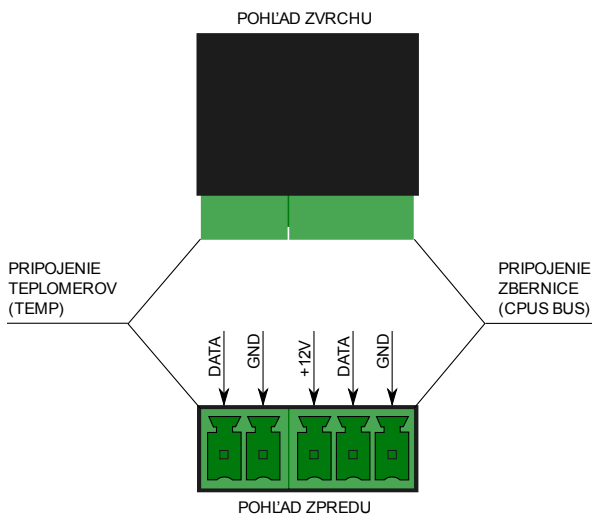 POHĽAD ZVRCHU
PRIPOJENIE
TEPLOMEROV
(TEMP)
PRIPOJENIE
ZBERNICE
(CPUS BUS)
DATA
GND
+12V
DATA
GND
POHĽAD ZPREDU